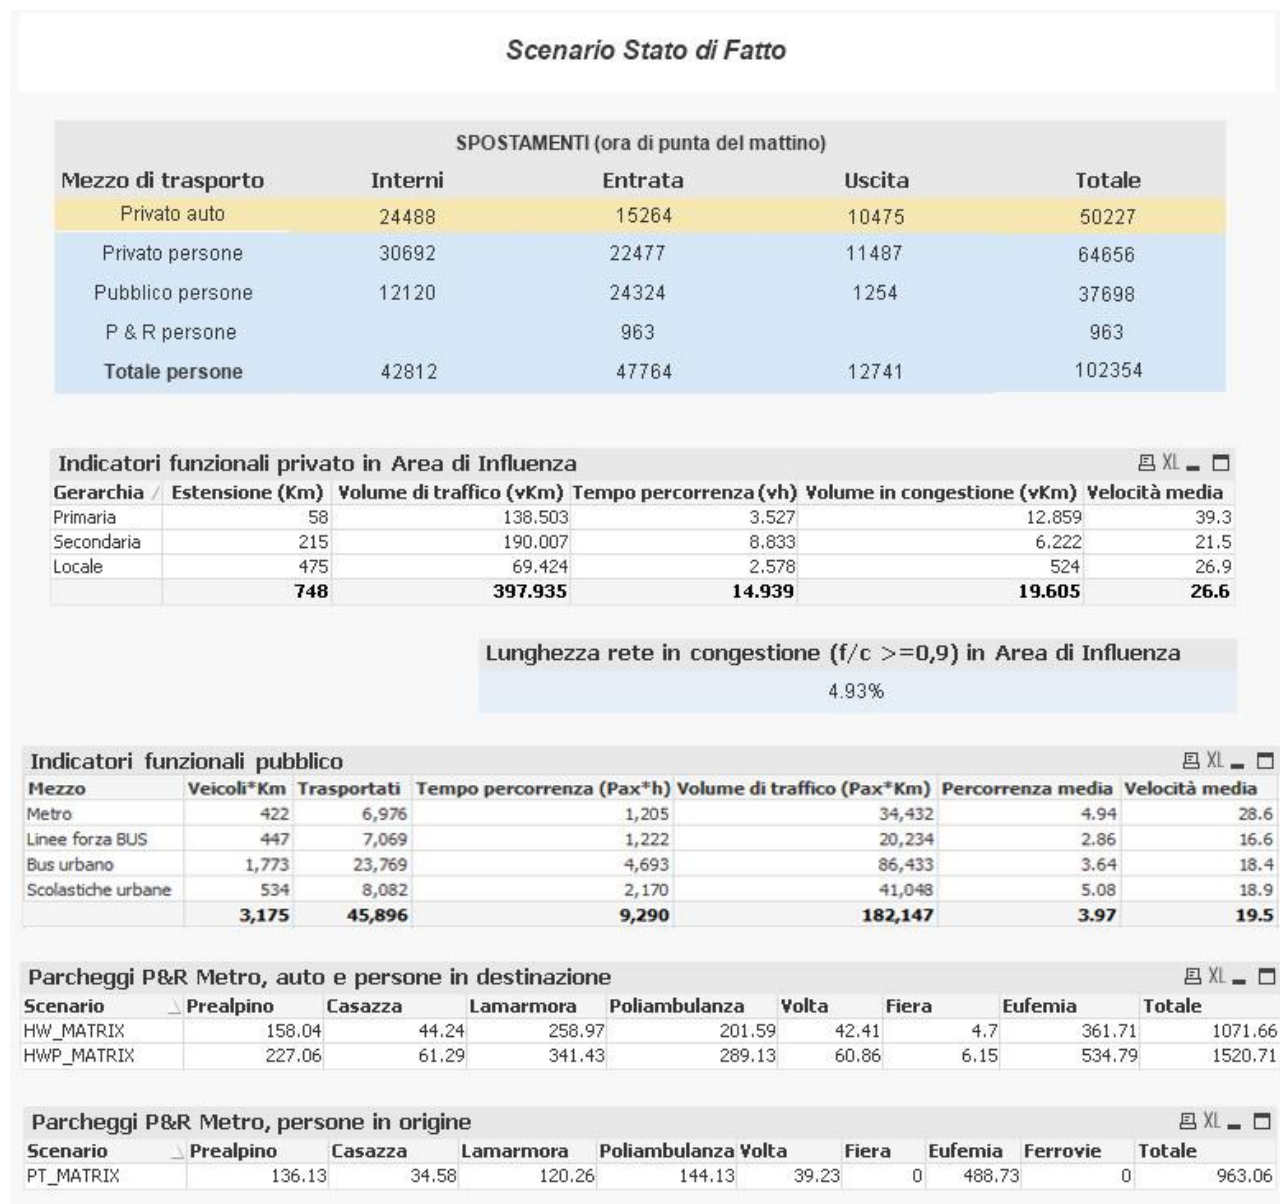 Scenario Stato di Fatto
SPOSTAMENTI (ora di punta del mattino)
Mezzo di trasporto Interni Entrata Uscita Totale
Privato auto 24488 15264 10475 50227
Privato persone 30692 22477 11487 64656
Pubblico persone 12120 24324 1254 37698
P & R persone 963 963
Totale persone 42812 47764 12741 102354
Indicatori funzionali privato in Area di Influenza XL
Gerarchia Estensione (Km) Volume di traffico (vKm) Tempo percorrenza (vh) Volume in congestione (vKm) Velocità media
Primaria 58 138.503 3.527 12.859 39.3
Secondaria 215 190.007 8.833 6.222 21.5
Locale 475 69.424 2.578 524 26.9
748 397.935 14.939 19.605 26.6
Lunghezza rete in congestione (f/c >=0,9) in Area di Influenza
4.93%
Indicatori funzionali pubblico XL
Mezzo Veicoli*Km Trasportati Tempo percorrenza (Pax*h) Volume di traffico (Pax*Km) Percorrenza media Velocità media
Metro 422 6,976 1,205 34,432 4.94 28.6
Linee forza BUS 447 7,069 1,222 20,234 2.86 16.6
Bus urbano 1,773 23,769 4,693 86,433 3.64 18.4
Scolastiche urbane 534 8,082 2,170 41,048 5.08 18.9
3,175 45,896 9,290 182,147 3.97 19.5
Parcheggi P&R Metro, auto e persone in destinazione XL
Scenario Prealpino Casazza Lamarmora Poliambulanza Volta Fiera Eufemia Totale
HW_MATRIX 158.04 44.24 258.97 201.59 42.41 4.7 361.71 1071.66
HWP_MATRIX 227.06 61.29 341.43 289.13 60.86 6.15 534.79 1520.71
Parcheggi P&R Metro, persone in origine XL
Scenario Prealpino Casazza Lamarmora Poliambulanza Volta Fiera Eufemia Ferrovie Totale
PT_MATRIX 136.13 34.58 120.26 144.13 39.23 0 488.73 0 963.06